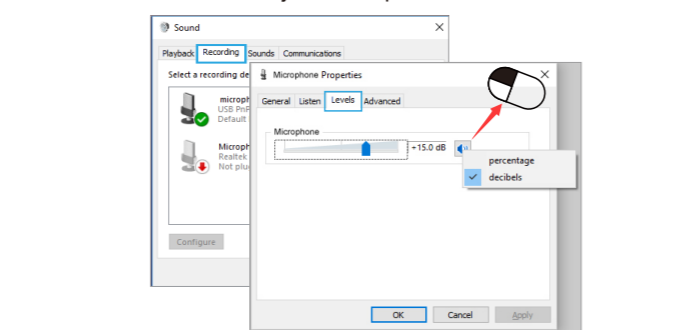 Sound
Playback Recording Sounds Communications
Select a recording de
microph
USB PnP
Default
Microph
Realtek
Not plu
Configure
Microphone Properties
General Listen Levels Advanced
Microphone
+15.0 dB
percentage
decibels
OK Cancel Apply